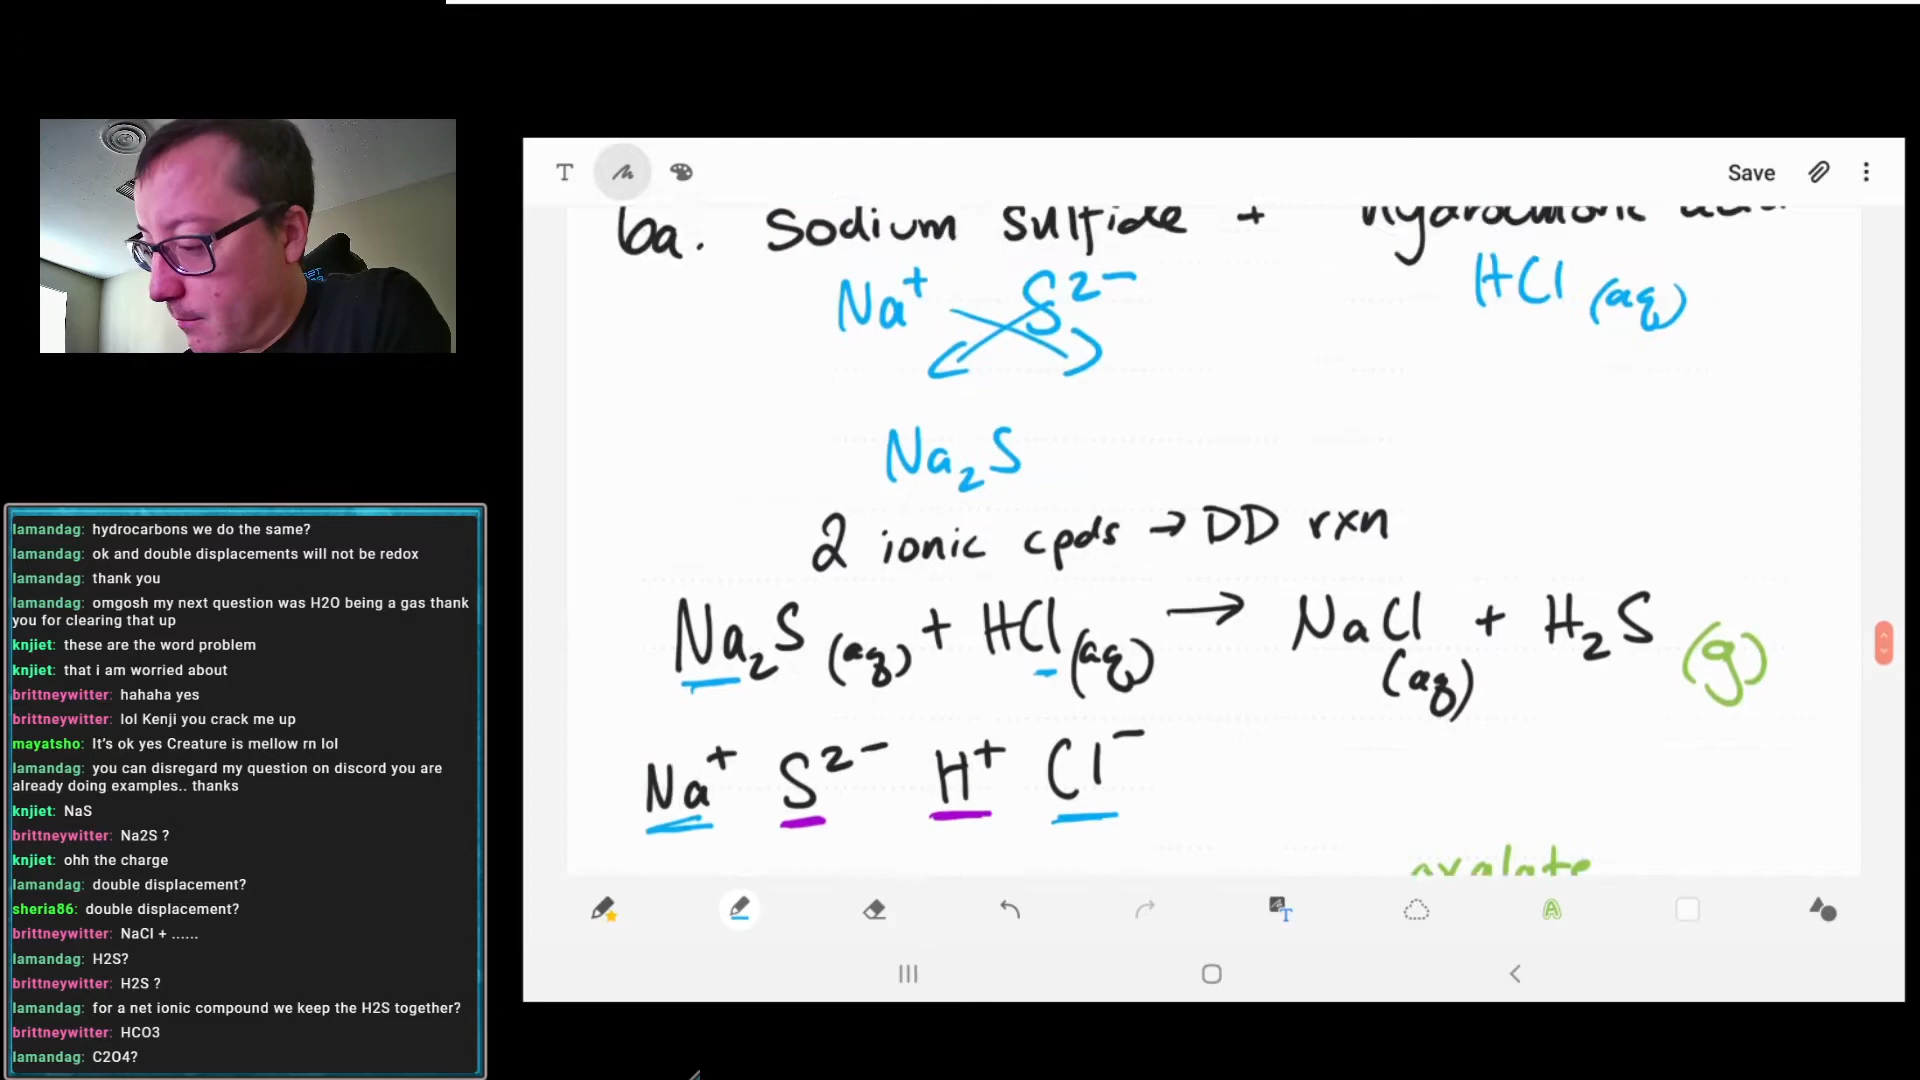 T
Save
6a. Sodium sulfide + hydrochloric acid.
Na⁺ S²⁻ HCl (aq)
Na₂S
2 ionic cpds → DD rxn
Na₂S (aq) + HCl (aq) → NaCl (aq) + H₂S (g)
Na⁺ S²⁻ H⁺ Cl⁻
oxalate
lamandag: hydrocarbons we do the same?
lamandag: ok and double displacements will not be redox
lamandag: thank you
lamandag: omgosh my next question was H2O being a gas thank
you for clearing that up
knjiet: these are the word problem
knjiet: that i am worried about
brittneywitter: hahaha yes
brittneywitter: lol Kenji you crack me up
mayatsho: It’s ok yes Creature is mellow rn lol
lamandag: you can disregard my question on discord you are
already doing examples.. thanks
knjiet: NaS
brittneywitter: Na2S ?
knjiet: ohh the charge
lamandag: double displacement?
sheria86: double displacement?
brittneywitter: NaCl + ......
lamandag: H2S?
brittneywitter: H2S ?
lamandag: for a net ionic compound we keep the H2S together?
brittneywitter: HCO3
lamandag: C2O4?